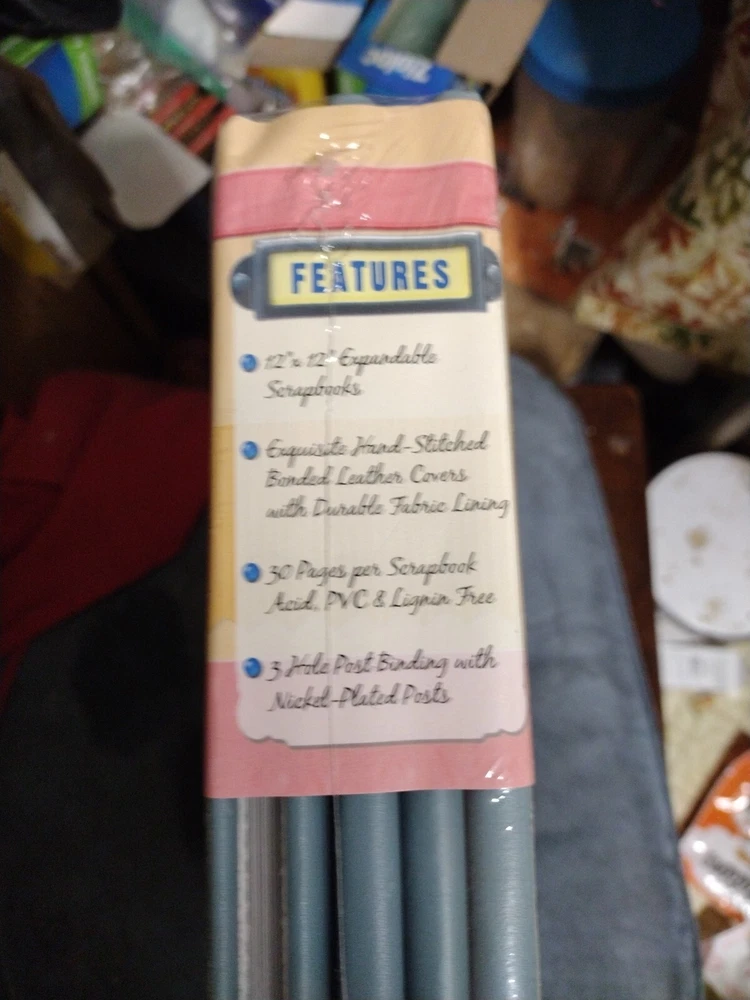 Ziploc
FEATURES
12"x 12" Expandable
Scrapbooks
Exquisite Hand-Stitched
Bonded Leather Covers
with Durable Fabric Lining
30 Pages per Scrapbook
Acid, PVC & Lignin Free
3 Hole Post Binding with
Nickel-Plated Posts